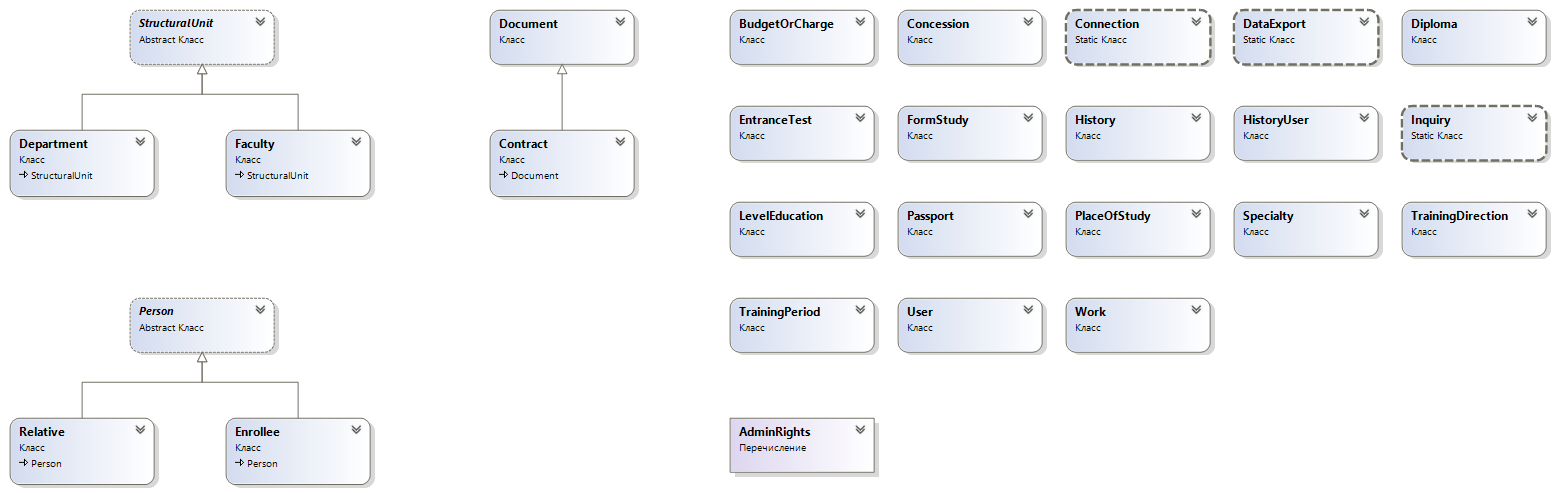 StructuralUnit
Abstract Класс
Department
Класс
StructuralUnit
Faculty
Класс
StructuralUnit
Person
Abstract Класс
Relative
Класс
Person
Enrollee
Класс
Person
Document
Класс
Contract
Класс
Document
BudgetOrCharge
Класс
Concession
Класс
Connection
Static Класс
DataExport
Static Класс
Diploma
Класс
EntranceTest
Класс
FormStudy
Класс
History
Класс
HistoryUser
Класс
Inquiry
Static Класс
LevelEducation
Класс
Passport
Класс
PlaceOfStudy
Класс
Specialty
Класс
TrainingDirection
Класс
TrainingPeriod
Класс
User
Класс
Work
Класс
AdminRights
Перечисление